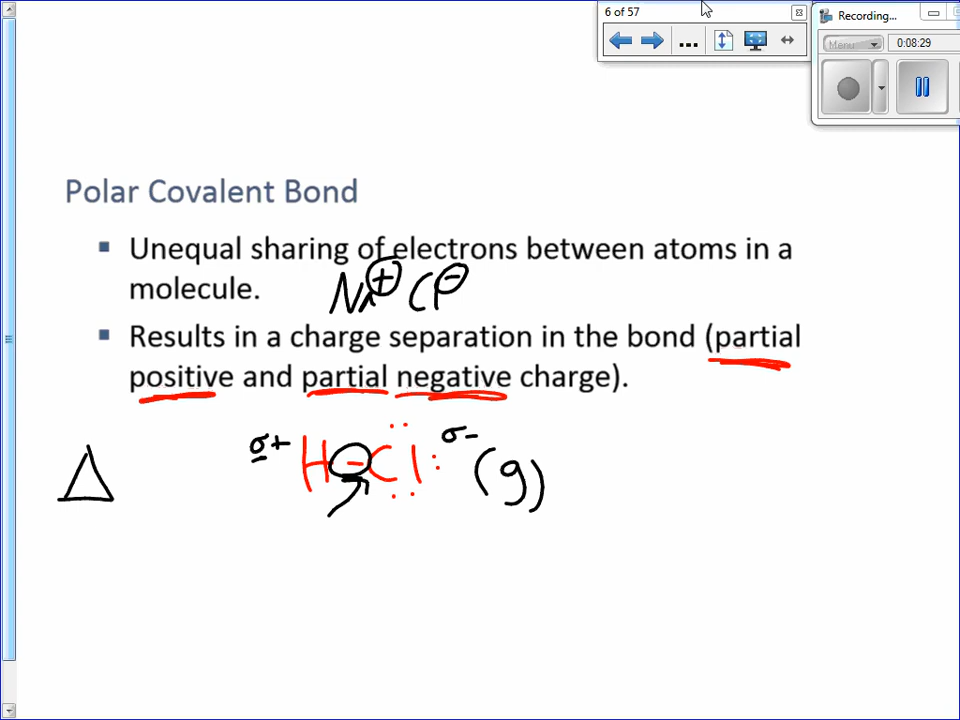 6 of 57
Recording...
Menu
0:08:29
Polar Covalent Bond
Unequal sharing of electrons between atoms in a
molecule.
Na+ Cl-
Results in a charge separation in the bond (partial
positive and partial negative charge).
σ+ H-Cl σ- (g)
Δ